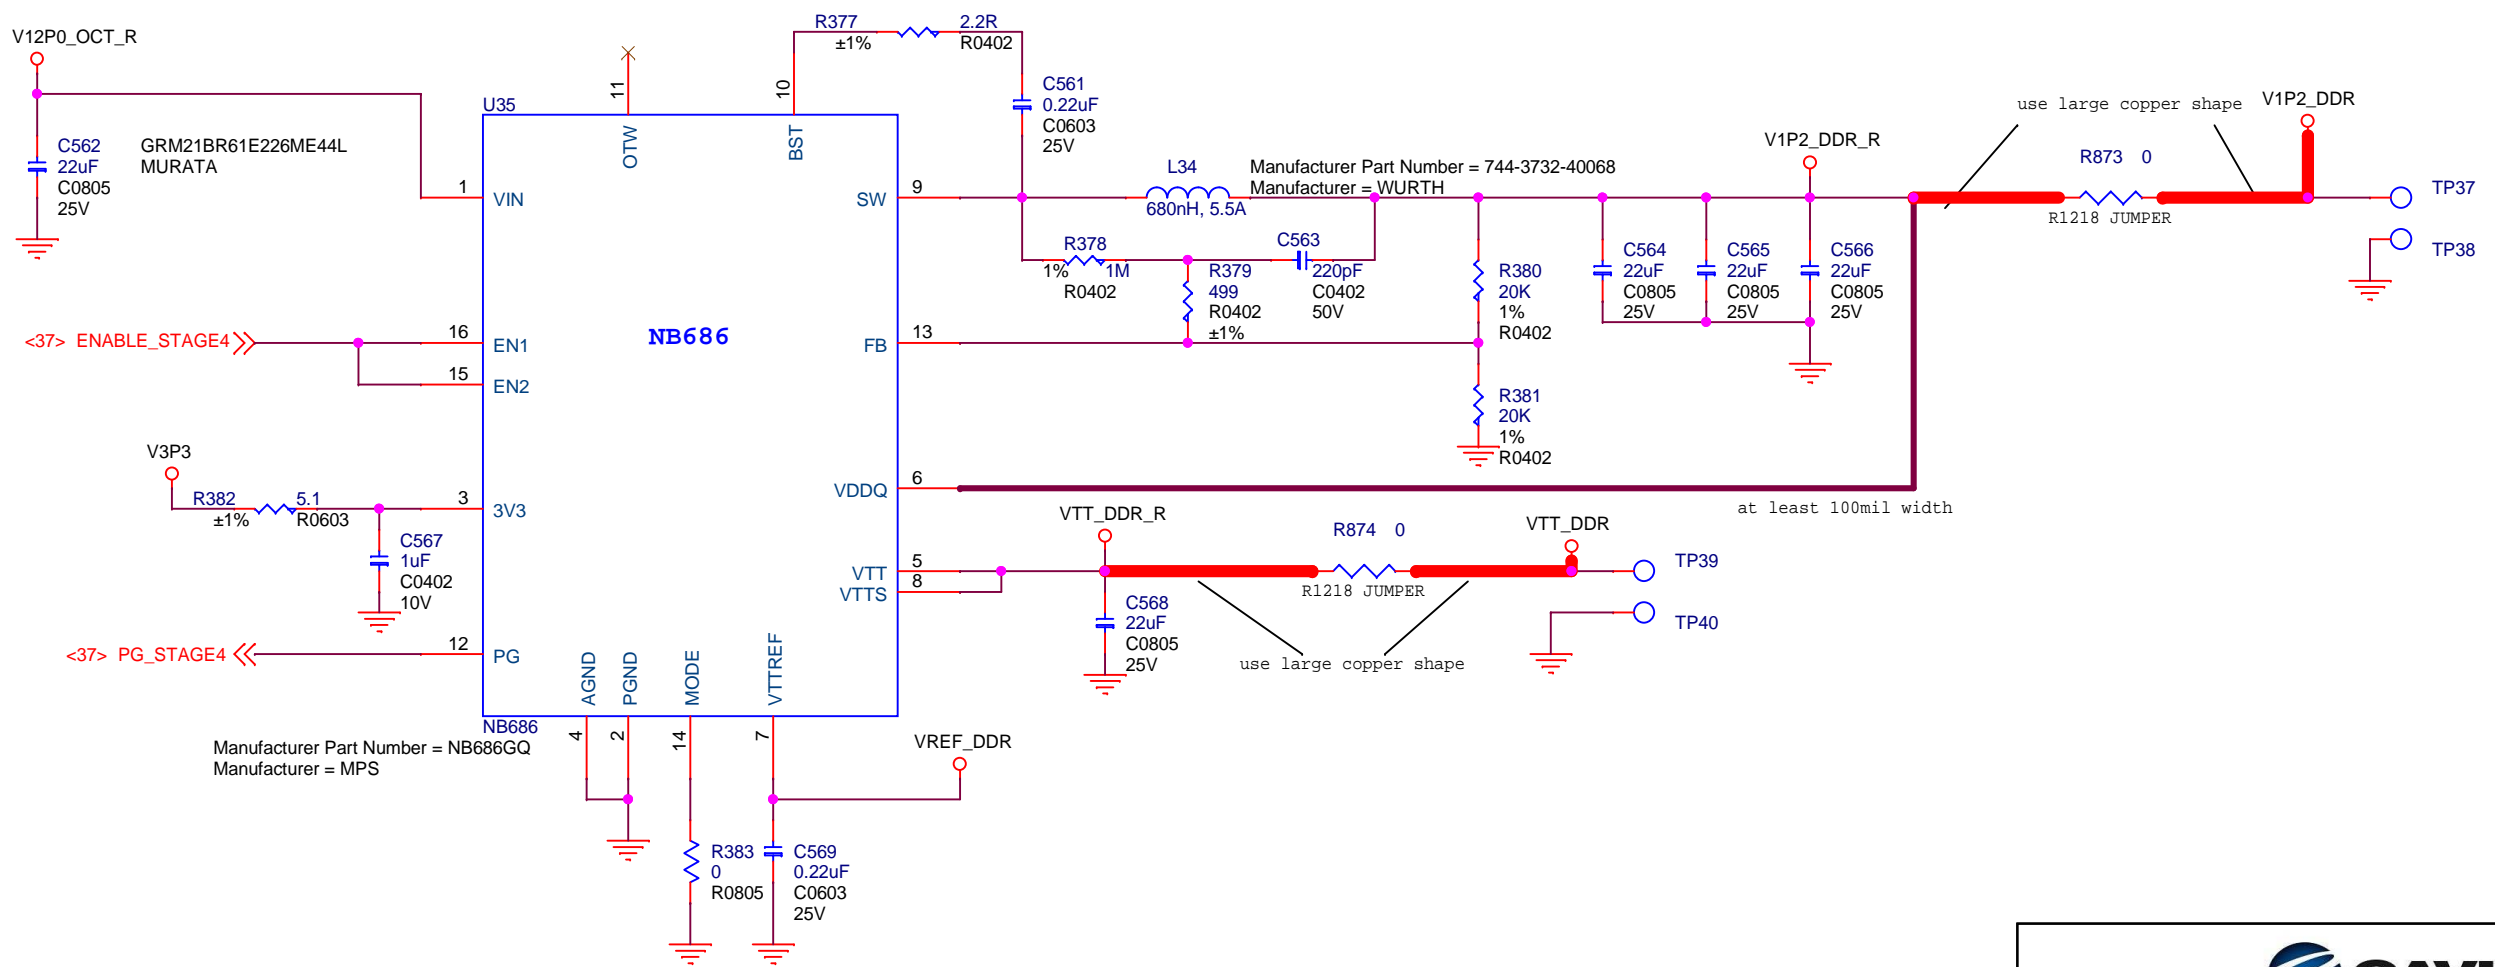 V12P0_OCT_R
C562
22uF
C0805
25V
GRM21BR61E226ME44L
MURATA
R377
±1%
2.2R
R0402
C561
0.22uF
C0603
25V
U35
11
OTW
10
BST
1
VIN
SW
9
L34
680nH, 5.5A
Manufacturer Part Number = 744-3732-40068
Manufacturer = WURTH
V1P2_DDR_R
use large copper shape
V1P2_DDR
R873 0
R1218 JUMPER
TP37
TP38
R378
1%
1M
R0402
R379
499
R0402
±1%
C563
220pF
C0402
50V
R380
20K
1%
R0402
C564
22uF
C0805
25V
C565
22uF
C0805
25V
C566
22uF
C0805
25V
<37> ENABLE_STAGE4
16
EN1
15
EN2
NB686
FB
13
R381
20K
1%
R0402
V3P3
R382
±1%
5.1
R0603
3
3V3
C567
1uF
C0402
10V
VDDQ
6
at least 100mil width
VTT_DDR_R
R874 0
R1218 JUMPER
VTT_DDR
TP39
TP40
VTT
5
VTTS
8
C568
22uF
C0805
25V
use large copper shape
<37> PG_STAGE4
12
PG
AGND
PGND
MODE
VTTREF
NB686
4
2
14
7
Manufacturer Part Number = NB686GQ
Manufacturer = MPS
VREF_DDR
R383
0
R0805
C569
0.22uF
C0603
25V